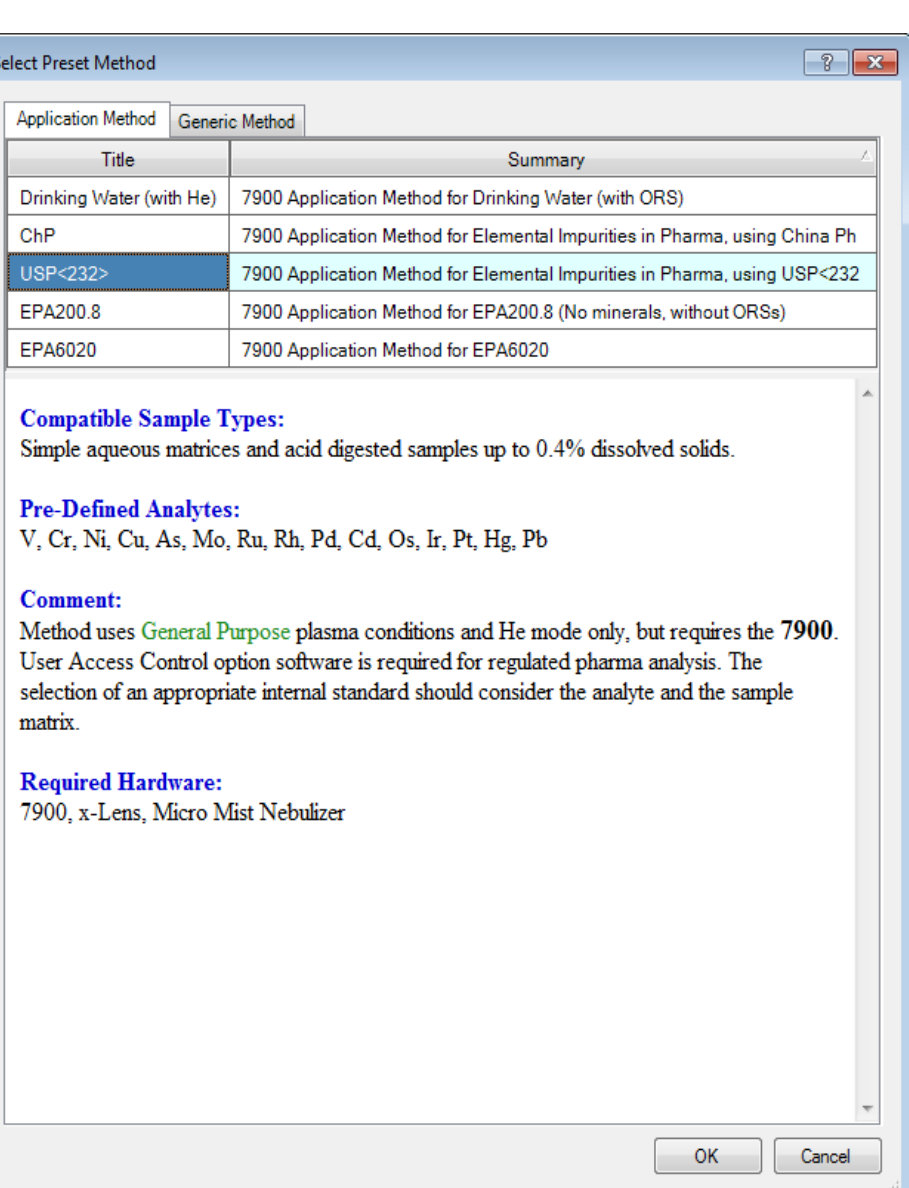 elect Preset Method
Application Method Generic Method
Title Summary
Drinking Water (with He) 7900 Application Method for Drinking Water (with ORS)
ChP 7900 Application Method for Elemental Impurities in Pharma, using China Ph
USP<232> 7900 Application Method for Elemental Impurities in Pharma, using USP<232
EPA200.8 7900 Application Method for EPA200.8 (No minerals, without ORSs)
EPA6020 7900 Application Method for EPA6020
Compatible Sample Types:
Simple aqueous matrices and acid digested samples up to 0.4% dissolved solids.
Pre-Defined Analytes:
V, Cr, Ni, Cu, As, Mo, Ru, Rh, Pd, Cd, Os, Ir, Pt, Hg, Pb
Comment:
Method uses General Purpose plasma conditions and He mode only, but requires the 7900.
User Access Control option software is required for regulated pharma analysis. The
selection of an appropriate internal standard should consider the analyte and the sample
matrix.
Required Hardware:
7900, x-Lens, Micro Mist Nebulizer
OK Cancel